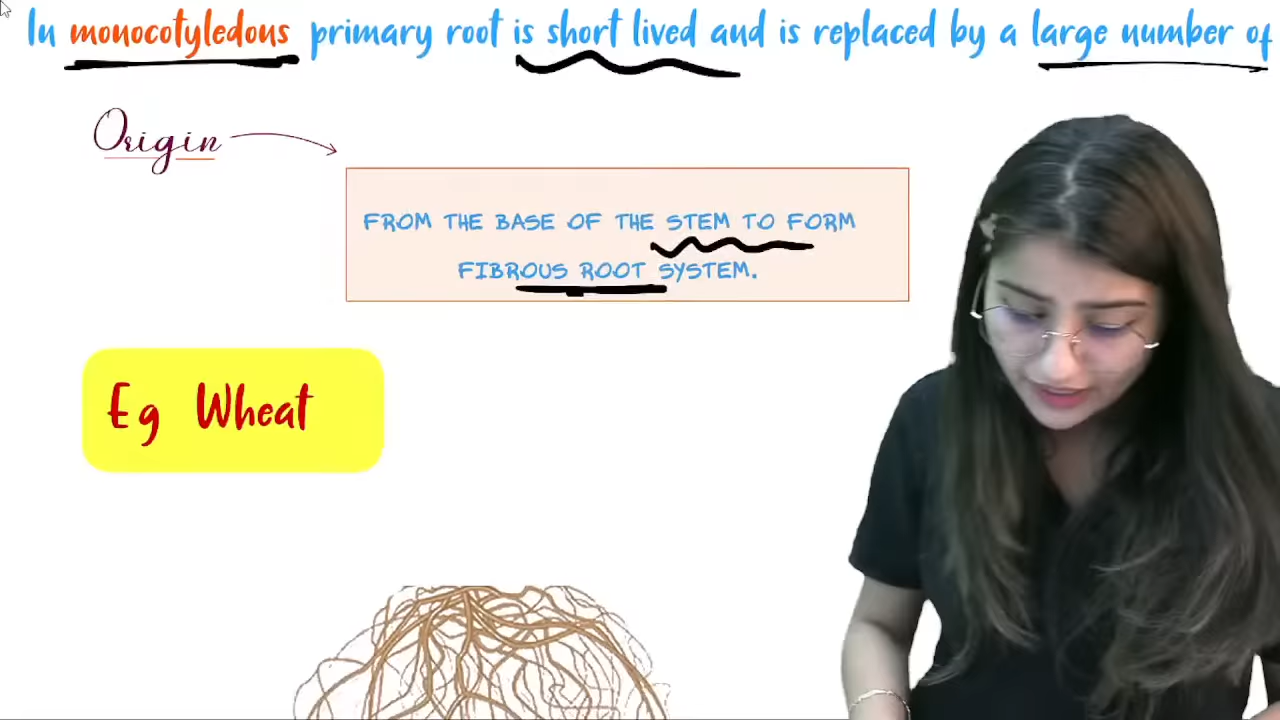 In monocotyledous primary root is short lived and is replaced by a large number of
Origin
FROM THE BASE OF THE STEM TO FORM
FIBROUS ROOT SYSTEM.
Eg Wheat